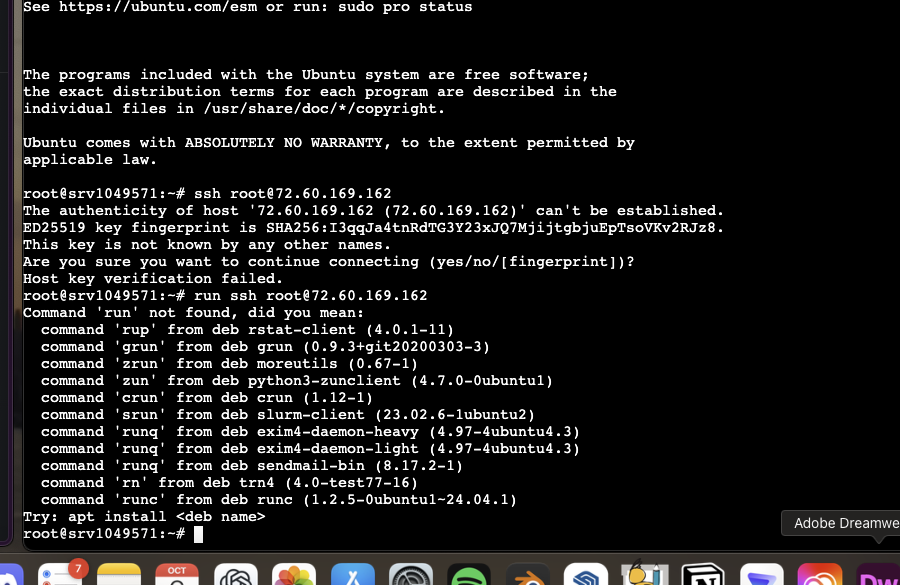 See https://ubuntu.com/esm or run: sudo pro status
The programs included with the Ubuntu system are free software;
the exact distribution terms for each program are described in the
individual files in /usr/share/doc/*/copyright.
Ubuntu comes with ABSOLUTELY NO WARRANTY, to the extent permitted by
applicable law.
root@srv1049571:~# ssh root@72.60.169.162
The authenticity of host '72.60.169.162 (72.60.169.162)' can't be established.
ED25519 key fingerprint is SHA256:I3qqJa4tnRdTG3Y23xJQ7MjijtgbjuEpTsoVKv2RJz8.
This key is not known by any other names.
Are you sure you want to continue connecting (yes/no/[fingerprint])?
Host key verification failed.
root@srv1049571:~# run ssh root@72.60.169.162
Command 'run' not found, did you mean:
  command 'rup' from deb rstat-client (4.0.1-11)
  command 'grun' from deb grun (0.9.3+git20200303-3)
  command 'zrun' from deb moreutils (0.67-1)
  command 'zun' from deb python3-zunclient (4.7.0-0ubuntu1)
  command 'crun' from deb crun (1.12-1)
  command 'srun' from deb slurm-client (23.02.6-1ubuntu2)
  command 'runq' from deb exim4-daemon-heavy (4.97-4ubuntu4.3)
  command 'runq' from deb exim4-daemon-light (4.97-4ubuntu4.3)
  command 'runq' from deb sendmail-bin (8.17.2-1)
  command 'rn' from deb trn4 (4.0-test77-16)
  command 'runc' from deb runc (1.2.5-0ubuntu1~24.04.1)
Try: apt install <deb name>
root@srv1049571:~#
Adobe Dreamwe
7
OCT
Dw